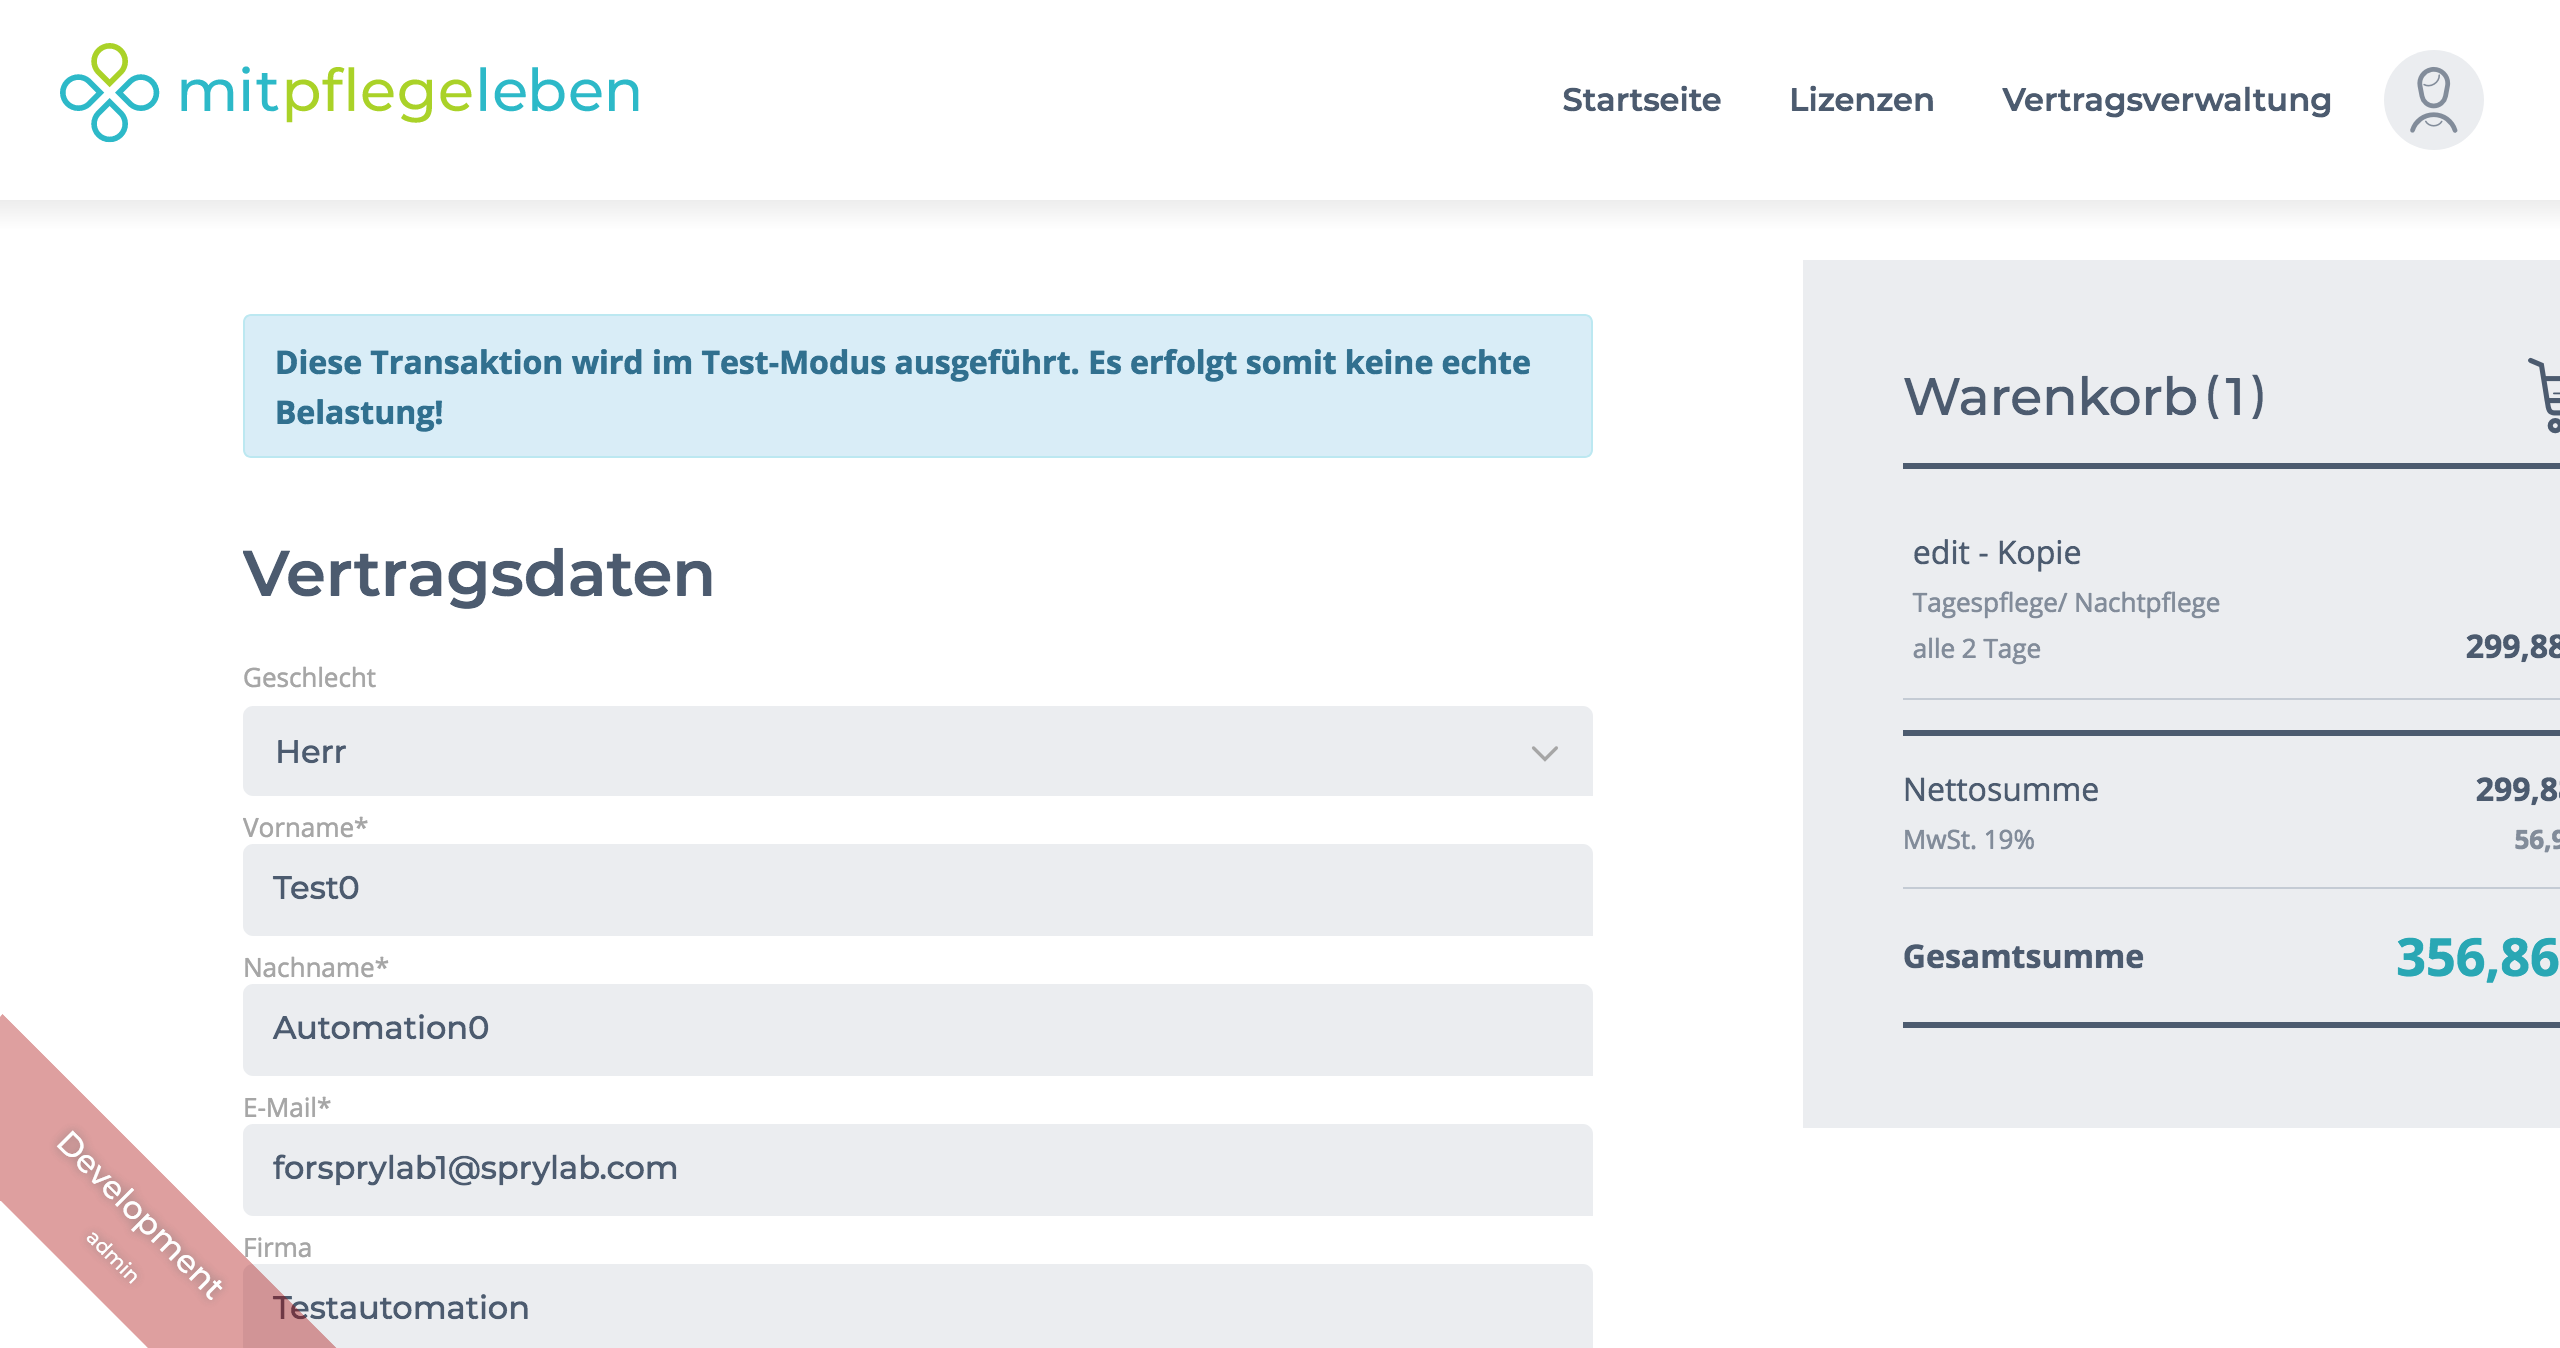 mitpflegeleben
Startseite
Lizenzen
Vertragsverwaltung
Diese Transaktion wird im Test-Modus ausgeführt. Es erfolgt somit keine echte
Belastung!
Vertragsdaten
Geschlecht
Herr
Vorname*
Test0
Nachname*
Automation0
E-Mail*
forsprylab1@sprylab.com
Firma
Testautomation
Warenkorb (1)
edit - Kopie
Tagespflege/ Nachtpflege
alle 2 Tage
299,88
Nettosumme
299,8
MwSt. 19%
56,9
Gesamtsumme
356,86
Development
admin